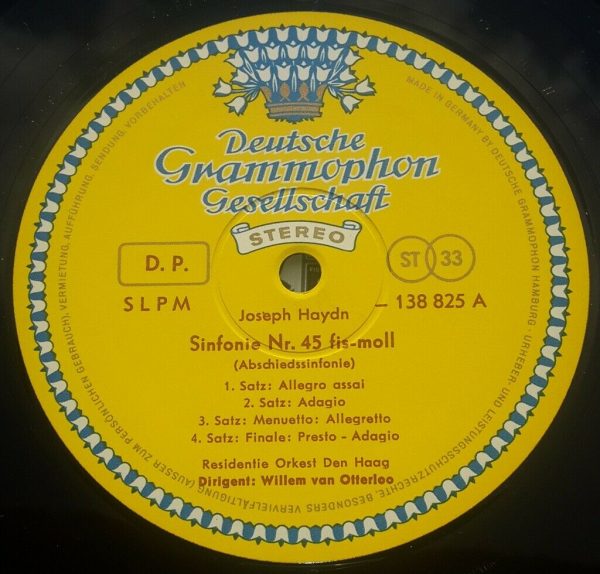 Deutsche
Grammophon
Gesellschaft
STEREO
D. P.
ST 33
SLPM
— 138 825 A
Joseph Haydn
Sinfonie Nr. 45 fis-moll
(Abschiedssinfonie)
1. Satz: Allegro assai
2. Satz: Adagio
3. Satz: Menuetto: Allegretto
4. Satz: Finale: Presto - Adagio
Residentie Orkest Den Haag
Dirigent: Willem van Otterloo
MADE IN GERMANY BY DEUTSCHE GRAMMOPHON HAMBURG · URHEBER- UND LEISTUNGSSCHUTZRECHTE, BESONDERS VERVIELFÄLTIGUNG (AUSSER ZUM PERSÖNLICHEN GEBRAUCH), VERMIETUNG, AUFFÜHRUNG, SENDUNG, VORBEHALTEN